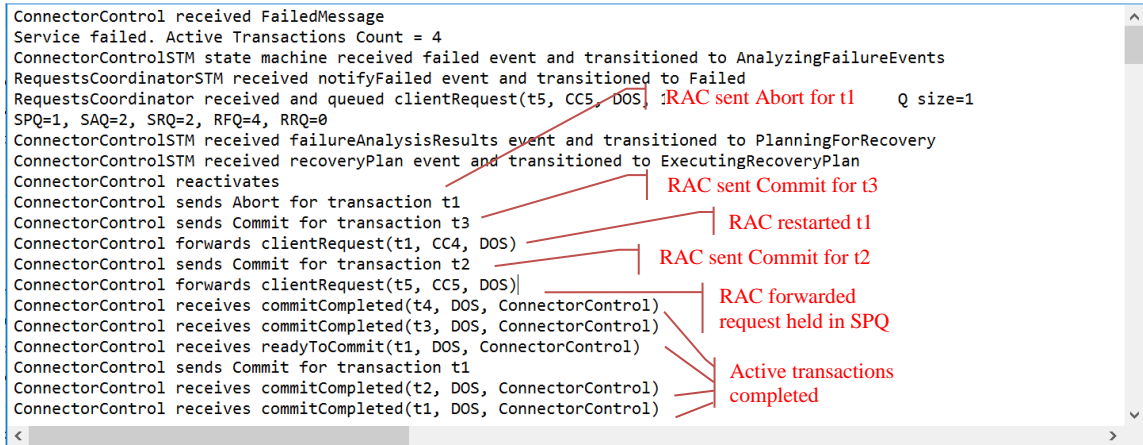 ConnectorControl received FailedMessage
Service failed. Active Transactions Count = 4
ConnectorControlSTM state machine received failed event and transitioned to AnalyzingFailureEvents
RequestsCoordinatorSTM received notifyFailed event and transitioned to Failed
RequestsCoordinator received and queued clientRequest(t5, CC5, DOS, 1 Q size=1
RAC sent Abort for t1
SPQ=1, SAQ=2, SRQ=2, RFQ=4, RRQ=0
ConnectorControlSTM received failureAnalysisResults event and transitioned to PlanningForRecovery
ConnectorControlSTM received recoveryPlan event and transitioned to ExecutingRecoveryPlan
ConnectorControl reactivates
RAC sent Commit for t3
ConnectorControl sends Abort for transaction t1
ConnectorControl sends Commit for transaction t3
RAC restarted t1
ConnectorControl forwards clientRequest(t1, CC4, DOS)
ConnectorControl sends Commit for transaction t2
RAC sent Commit for t2
ConnectorControl forwards clientRequest(t5, CC5, DOS)
RAC forwarded
request held in SPQ
ConnectorControl receives commitCompleted(t4, DOS, ConnectorControl)
ConnectorControl receives commitCompleted(t3, DOS, ConnectorControl)
ConnectorControl receives readyToCommit(t1, DOS, ConnectorControl)
ConnectorControl sends Commit for transaction t1
Active transactions
completed
ConnectorControl receives commitCompleted(t2, DOS, ConnectorControl)
ConnectorControl receives commitCompleted(t1, DOS, ConnectorControl)